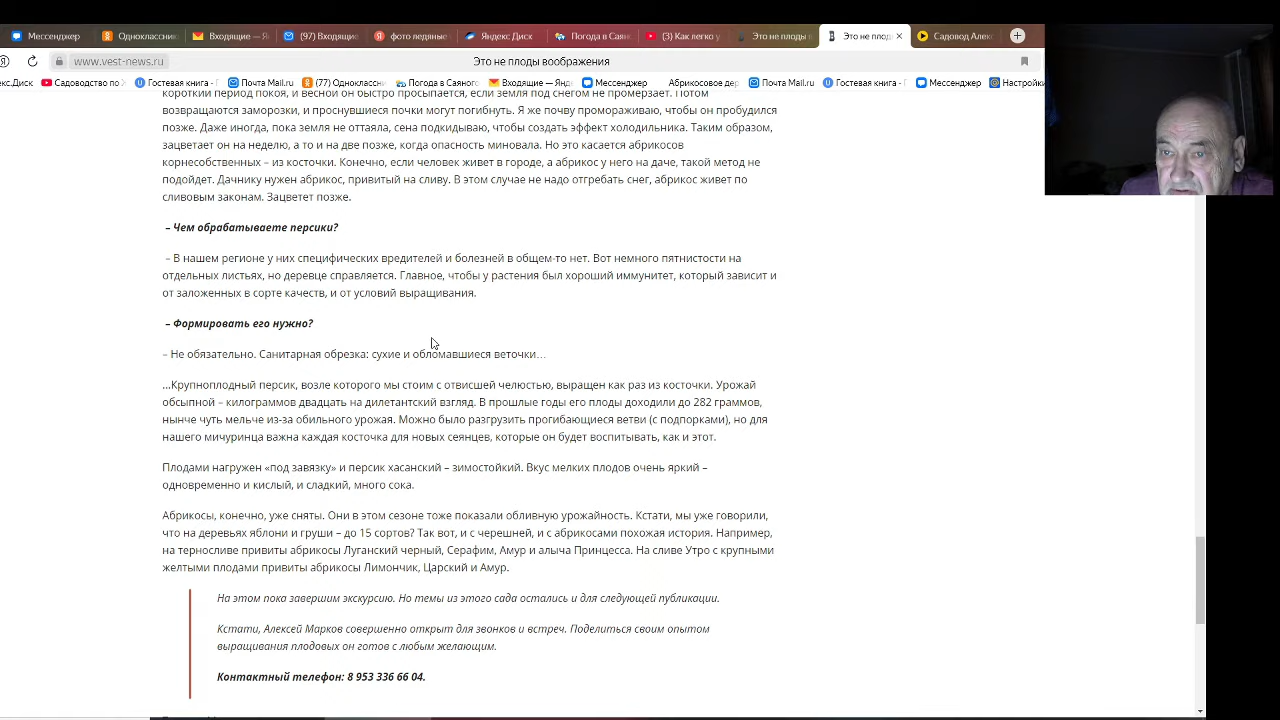 Мессенджер
Одноклассник
Входящие — Ян
(97) Входящие
фото ледяные
Яндекс Диск
Погода в Саян
(3) Как легко у
Это не плоды в
Это не плод
Садовод Алекс
www.vest-news.ru
Это не плоды воображения
кс.Диск
Садоводство по
Гостевая книга -
Почта Mail.ru
(77) Одноклассн
Погода в Саяног
Входящие — Янд
Мессенджер
Абрикосовое дер
Почта Mail.ru
Гостевая книга -
Мессенджер
Настройки
короткий период покоя, и весной он быстро просыпается, если земля под снегом не промерзает. Потом
возвращаются заморозки, и проснувшиеся почки могут погибнуть. Я же почву промораживаю, чтобы он пробудился
позже. Даже иногда, пока земля не оттаяла, сена подкидываю, чтобы создать эффект холодильника. Таким образом,
зацветает он на неделю, а то и на две позже, когда опасность миновала. Но это касается абрикосов
корнесобственных – из косточки. Конечно, если человек живет в городе, а абрикос у него на даче, такой метод не
подойдет. Дачнику нужен абрикос, привитый на сливу. В этом случае не надо отгребать снег, абрикос живет по
сливовым законам. Зацветет позже.
– Чем обрабатываете персики?
– В нашем регионе у них специфических вредителей и болезней в общем-то нет. Вот немного пятнистости на
отдельных листьях, но деревце справляется. Главное, чтобы у растения был хороший иммунитет, который зависит и
от заложенных в сорте качеств, и от условий выращивания.
– Формировать его нужно?
– Не обязательно. Санитарная обрезка: сухие и обломавшиеся веточки…
…Крупноплодный персик, возле которого мы стоим с отвисшей челюстью, выращен как раз из косточки. Урожай
обсыпной – килограммов двадцать на дилетантский взгляд. В прошлые годы его плоды доходили до 282 граммов,
нынче чуть мельче из-за обильного урожая. Можно было разгрузить прогибающиеся ветви (с подпорками), но для
нашего мичуринца важна каждая косточка для новых сеянцев, которые он будет воспитывать, как и этот.
Плодами нагружен «под завязку» и персик хасанский – зимостойкий. Вкус мелких плодов очень яркий –
одновременно и кислый, и сладкий, много сока.
Абрикосы, конечно, уже сняты. Они в этом сезоне тоже показали обливную урожайность. Кстати, мы уже говорили,
что на деревьях яблони и груши – до 15 сортов? Так вот, и с черешней, и с абрикосами похожая история. Например,
на терносливе привиты абрикосы Луганский черный, Серафим, Амур и алыча Принцесса. На сливе Утро с крупными
желтыми плодами привиты абрикосы Лимончик, Царский и Амур.
На этом пока завершим экскурсию. Но темы из этого сада остались и для следующей публикации.
Кстати, Алексей Марков совершенно открыт для звонков и встреч. Поделиться своим опытом
выращивания плодовых он готов с любым желающим.
Контактный телефон: 8 953 336 66 04.